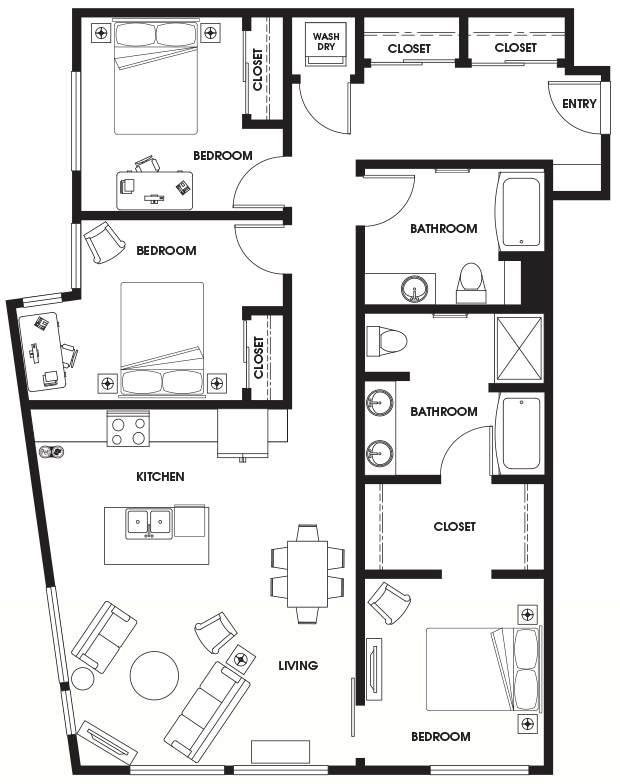 WASH
DRY
CLOSET
CLOSET
CLOSET
ENTRY
BEDROOM
BATHROOM
BEDROOM
CLOSET
BATHROOM
KITCHEN
CLOSET
LIVING
BEDROOM